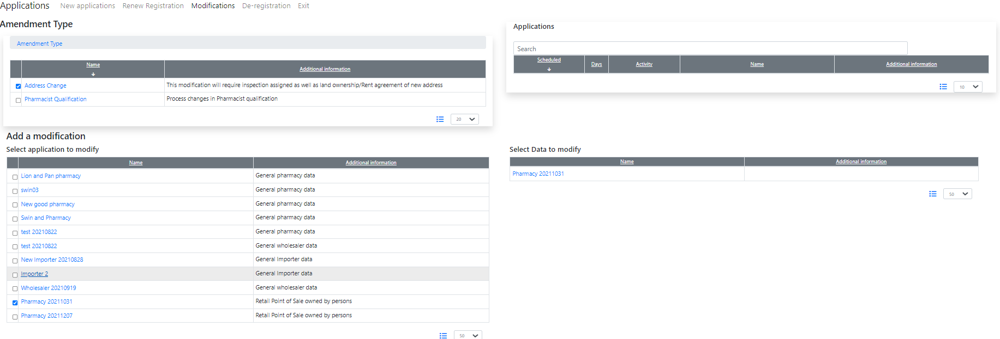 Applications New applications Renew Registration Modifications De-registration Exit
Amendment Type
Amendment Type
Name Additional information
Address Change This modification will require inspection assigned as well as land ownership/Rent agreement of new address
Pharmacist Qualification Process changes in Pharmacist qualification
20
Applications
Search
Scheduled Days Activity Name Additional information
10
Add a modification
Select application to modify
Name Additional information
Lion and Pan pharmacy General pharmacy data
swin03 General pharmacy data
New good pharmacy General pharmacy data
Swin and Pharmacy General pharmacy data
test 20210822 General pharmacy data
test 20210822 General wholesaler data
New Importer 20210828 General Importer data
Importer 2 General Importer data
Wholesaler 20210919 General wholesaler data
Pharmacy 20211031 Retail Point of Sale owned by persons
Pharmacy 20211207 Retail Point of Sale owned by persons
50
Select Data to modify
Name Additional information
Pharmacy 20211031
50